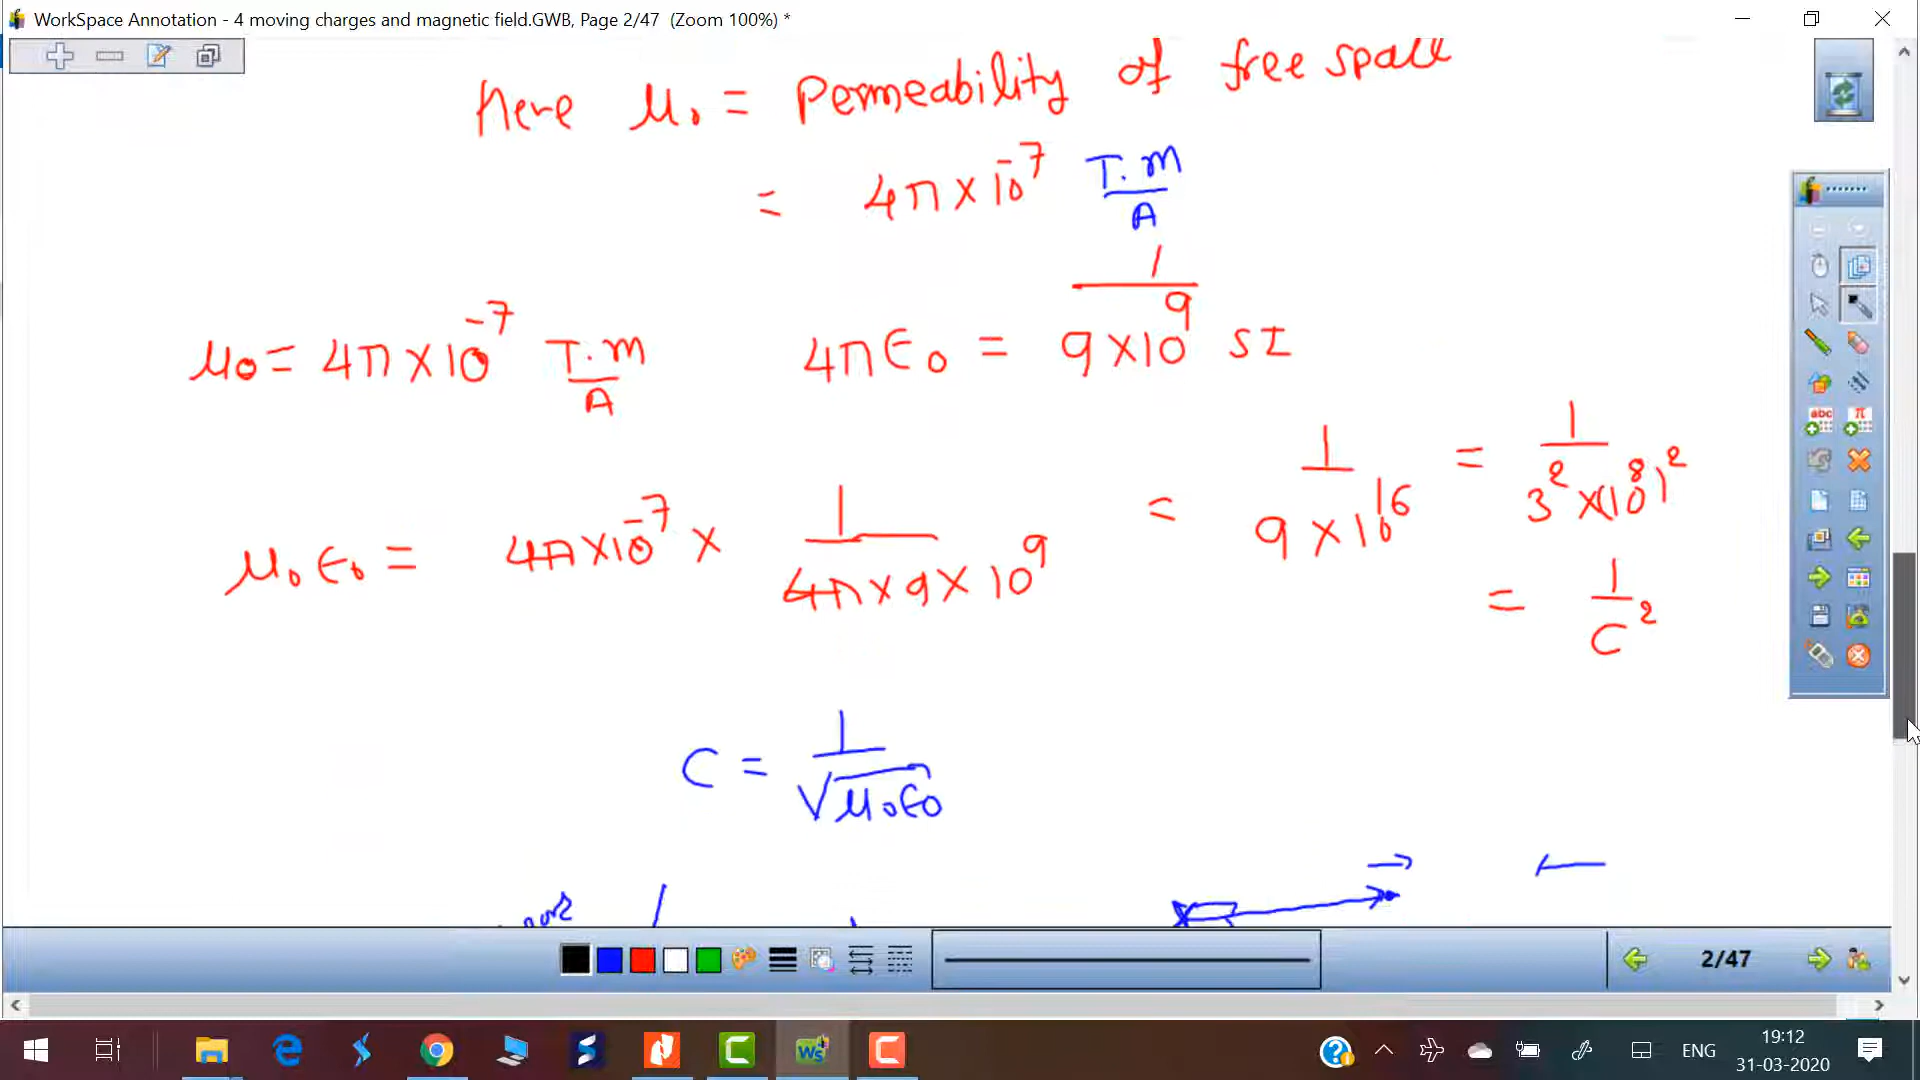 WorkSpace Annotation - 4 moving charges and magnetic field.GWB, Page 2/47 (Zoom 100%) *
here μ₀ = Permeability of free space
= 4π×10⁻⁷ T.m/A
μ₀ = 4π×10⁻⁷ T.m/A 4πε₀ = 1/9×10⁹ SI
μ₀ε₀ = 4π×10⁻⁷ × 1/4π×9×10⁹ = 1/9×10¹⁶ = 1/3²×(10⁸)²
= 1/c²
C = 1/√μ₀ε₀
abc
π
2/47
WS
ENG
19:12
31-03-2020